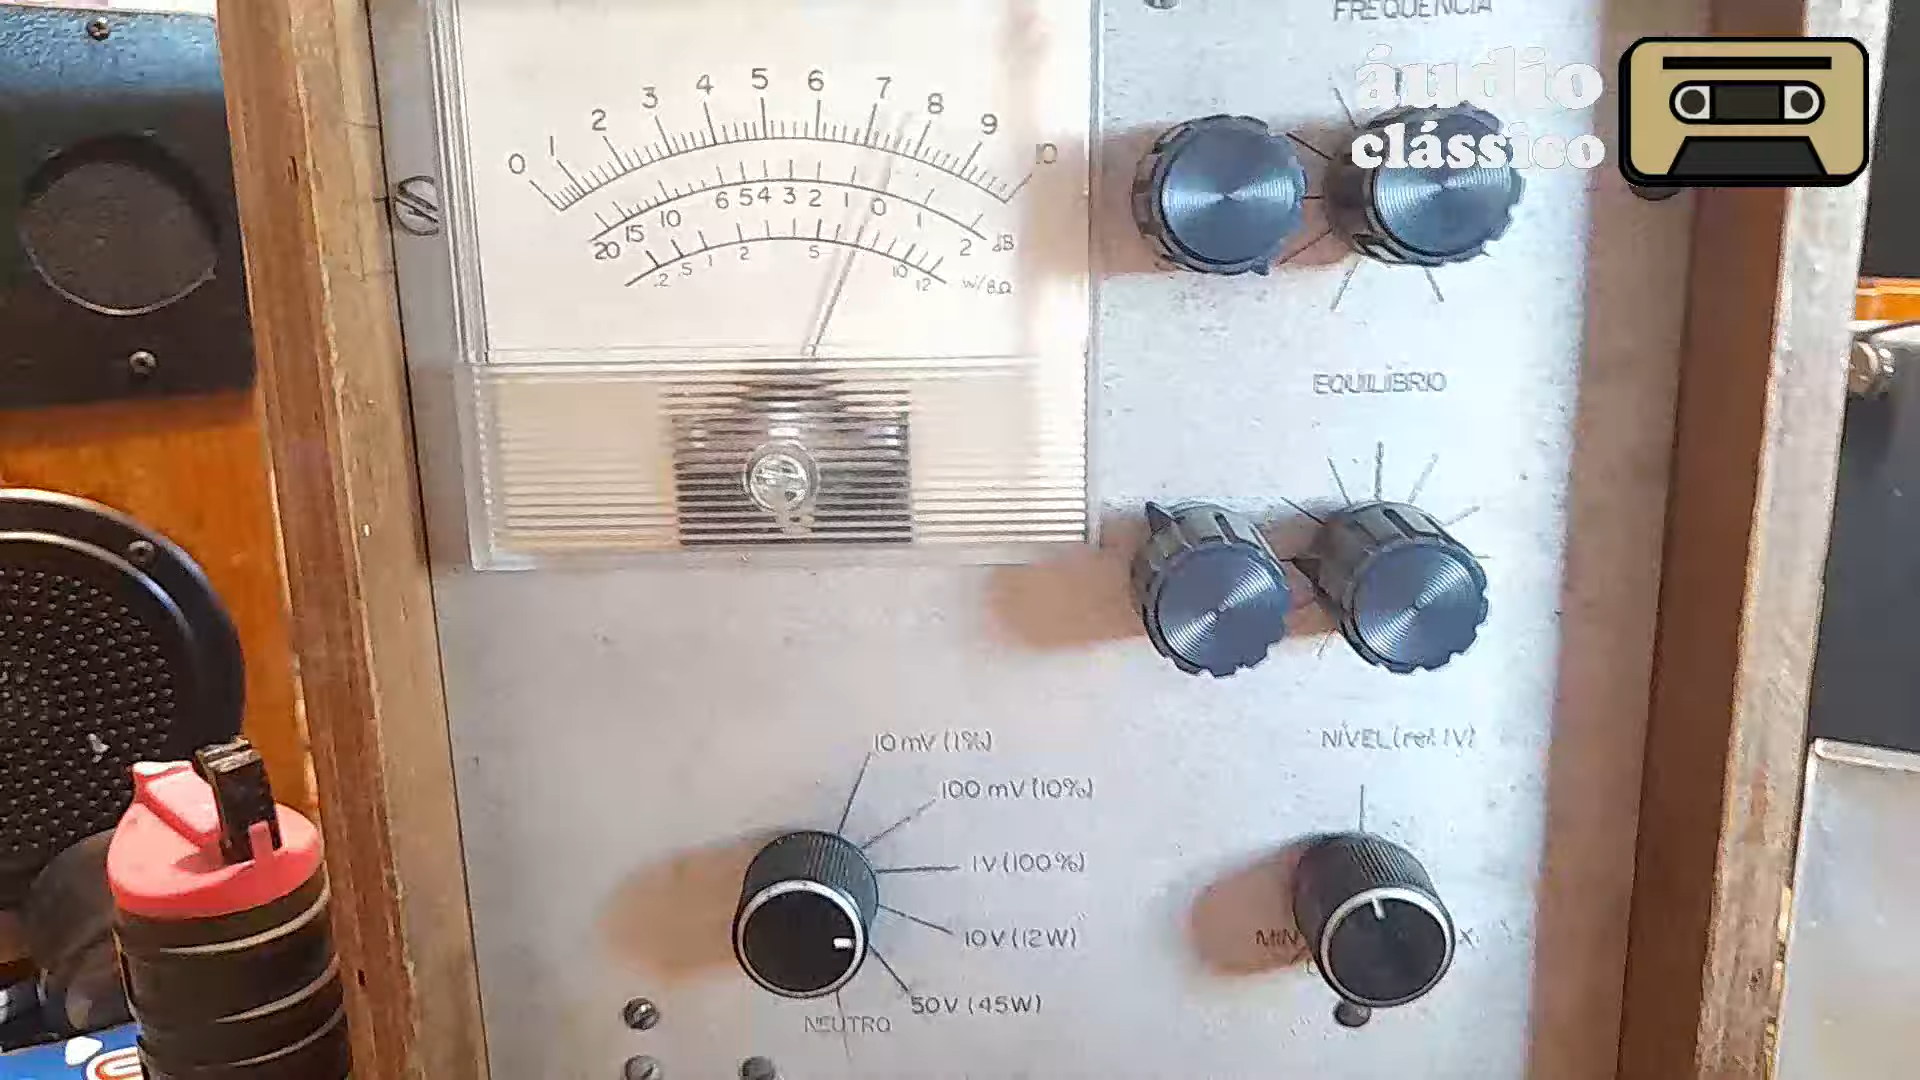 FREQUÊNCIA
áudio
clássico
0 1 2 3 4 5 6 7 8 9 10
20 15 10 6 5 4 3 2 1 0 1 2 dB
.2 .5 1 2 5 10 12 W/8Ω
EQUILÍBRIO
NÍVEL (ref. 1V)
10 mV (1%)
100 mV (10%)
1V (100%)
10V (12W)
50V (45W)
NEUTRO
MIN